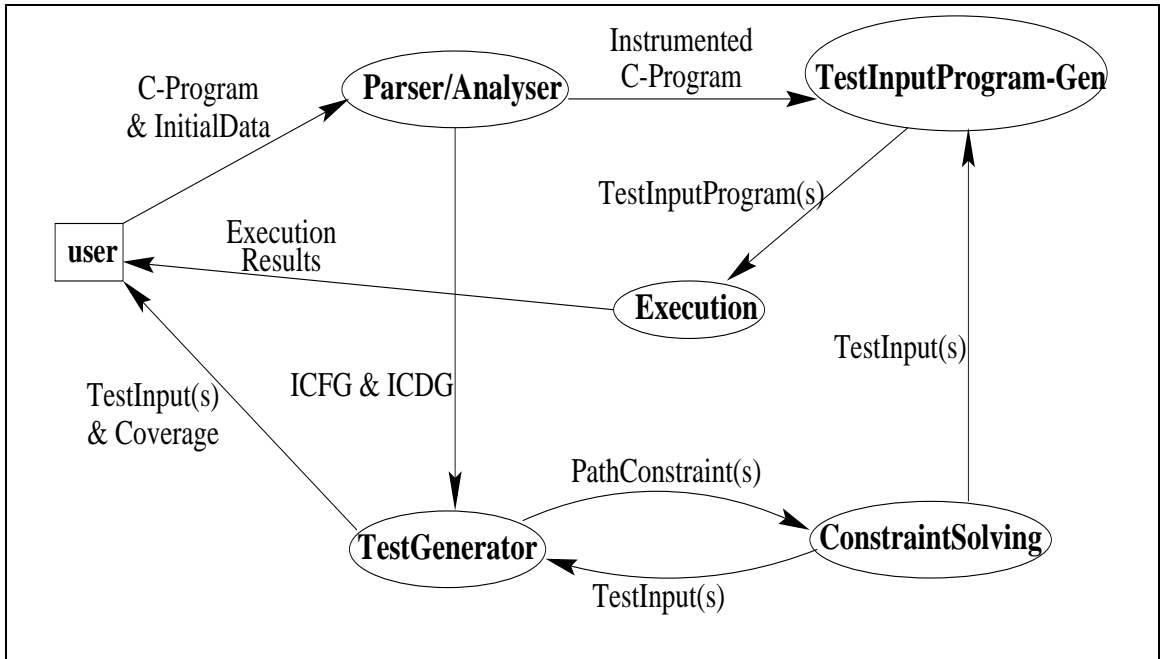 Instrumented
C-Program
Parser/Analyser
TestInputProgram-Gen
C-Program
& InitialData
TestInputProgram(s)
user
Execution
Results
Execution
TestInput(s)
ICFG & ICDG
TestInput(s)
& Coverage
PathConstraint(s)
TestGenerator
ConstraintSolving
TestInput(s)